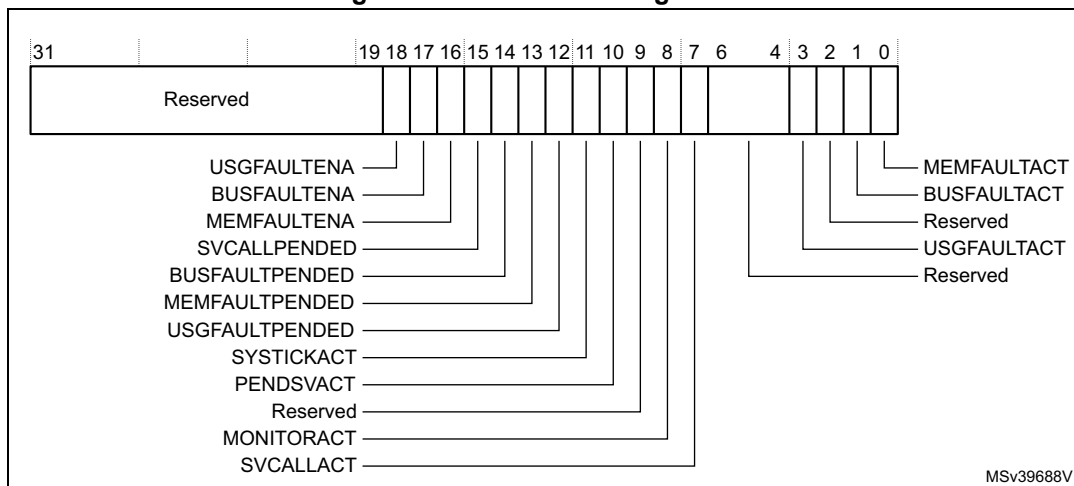 31 19 18 17 16 15 14 13 12 11 10 9 8 7 6 4 3 2 1 0
Reserved
USGFAULTENA MEMFAULTACT
BUSFAULTENA BUSFAULTACT
MEMFAULTENA Reserved
SVCALLPENDED USGFAULTACT
BUSFAULTPENDED Reserved
MEMFAULTPENDED
USGFAULTPENDED
SYSTICKACT
PENDSVACT
Reserved
MONITORACT
SVCALLACT
MSv39688V